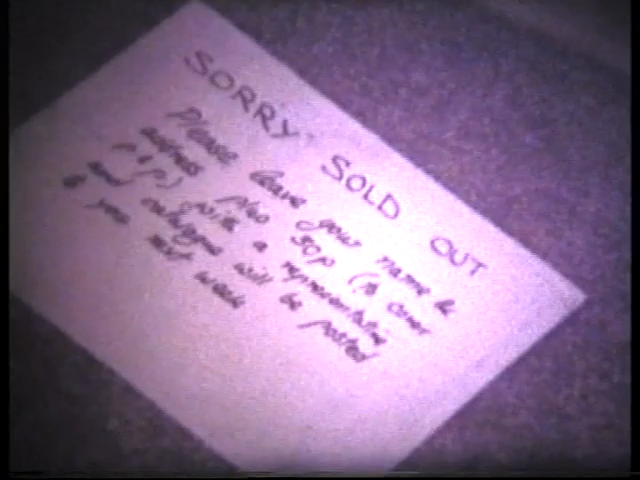 SORRY SOLD OUT
Please leave your name &
address plus 90p (to cover
p & p) with a representative
and catalogue will be posted
to you next week